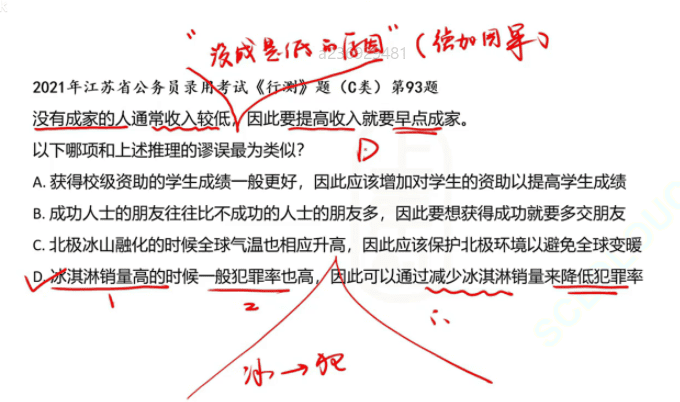 “没成是低的原因”（强加因果）
2021年江苏省公务员录用考试《行测》题（C类）第93题
没有成家的人通常收入较低，因此要提高收入就要早点成家。
以下哪项和上述推理的谬误最为类似？ D
A. 获得校级资助的学生成绩一般更好，因此应该增加对学生的资助以提高学生成绩
B. 成功人士的朋友往往比不成功的人士的朋友多，因此要想获得成功就要多交朋友
C. 北极冰山融化的时候全球气温也相应升高，因此应该保护北极环境以避免全球变暖
D. 冰淇淋销量高的时候一般犯罪率也高，因此可以通过减少冰淇淋销量来降低犯罪率
1 2 ∴
冰→犯